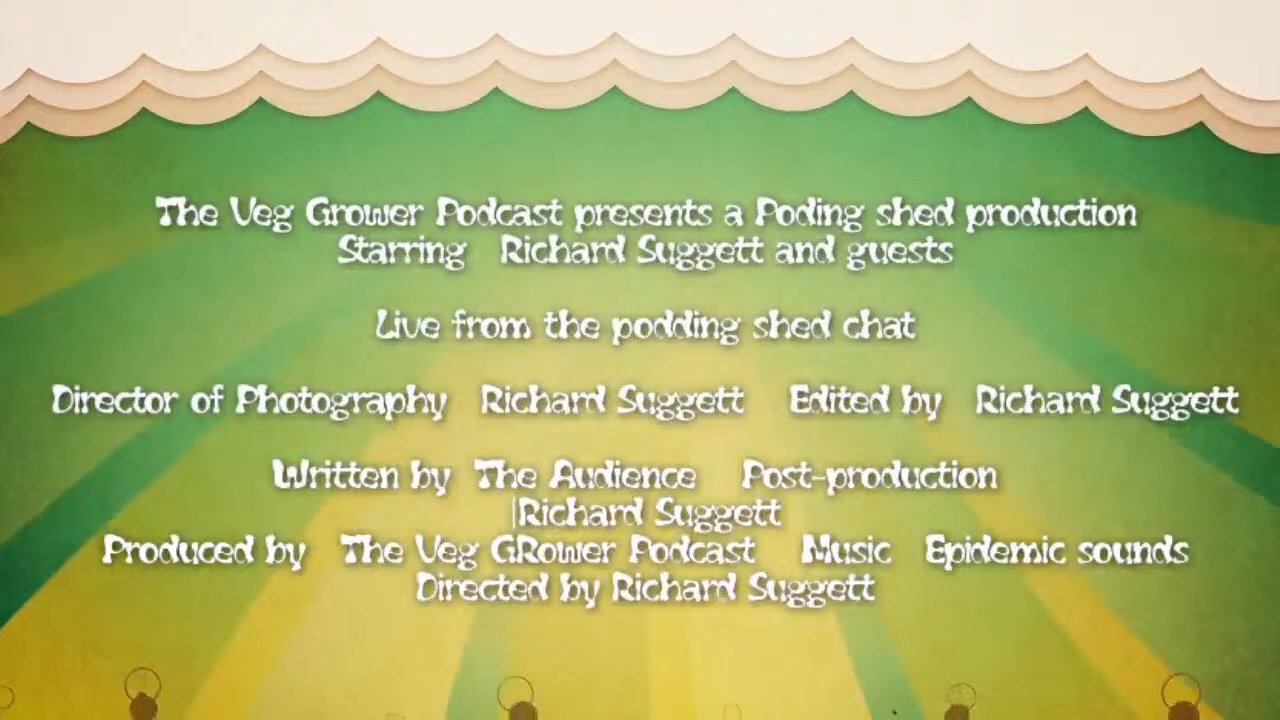 The Veg Grower Podcast presents a Poding shed production
Starring Richard Suggett and guests
Live from the podding shed chat
Director of Photography Richard Suggett Edited by Richard Suggett
Written by The Audience Post-production
|Richard Suggett
Produced by The Veg GRower Podcast Music Epidemic sounds
Directed by Richard Suggett